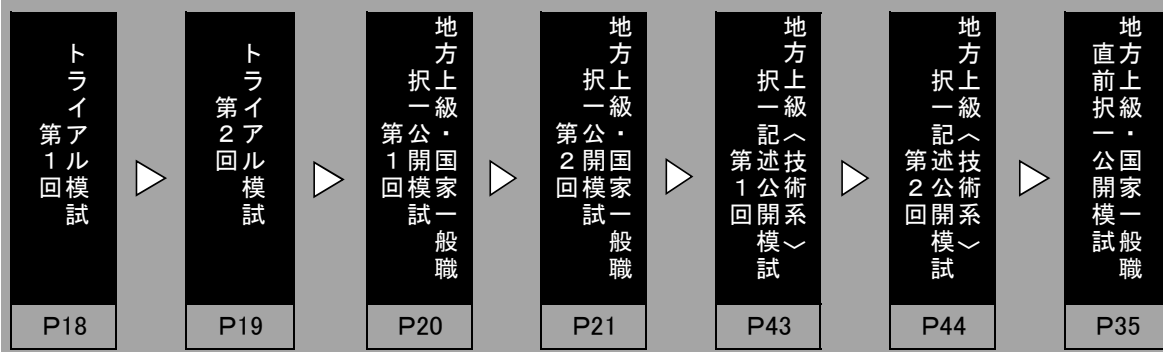 トライアル模試
第1回
P18
トライアル模試
第2回
P19
地方上級・国家一般職
択一公開模試
第1回
P20
地方上級・国家一般職
択一公開模試
第2回
P21
地方上級〈技術系〉
択一記述公開模試
第1回
P43
地方上級〈技術系〉
択一記述公開模試
第2回
P44
地方上級・国家一般職
直前択一公開模試
P35